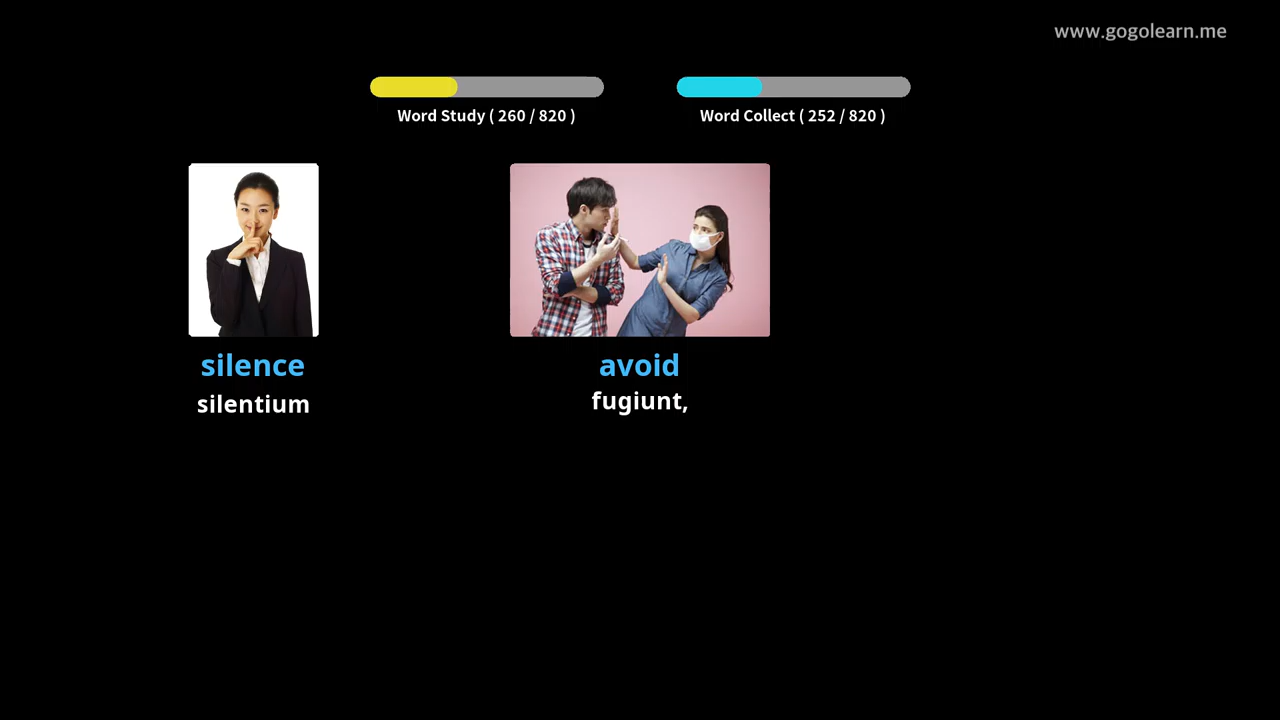 www.gogolearn.me
Word Study ( 260 / 820 )
Word Collect ( 252 / 820 )
silence
silentium
avoid
fugiunt,